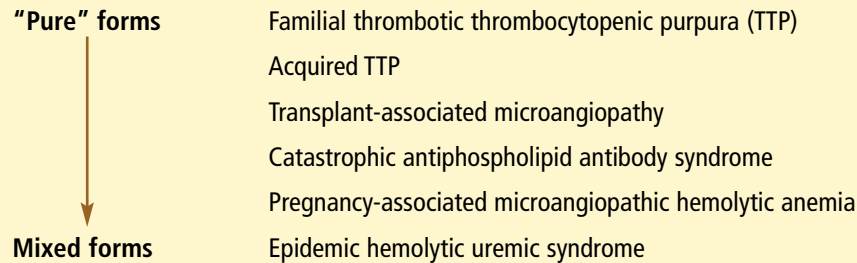 “Pure” forms Familial thrombotic thrombocytopenic purpura (TTP)
Acquired TTP
Transplant-associated microangiopathy
Catastrophic antiphospholipid antibody syndrome
Pregnancy-associated microangiopathic hemolytic anemia
Mixed forms Epidemic hemolytic uremic syndrome